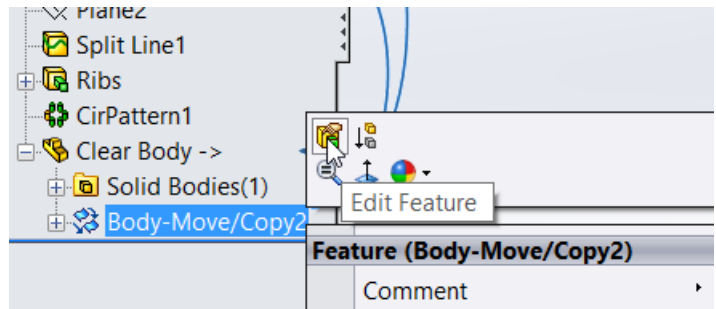 Plane2
Split Line1
Ribs
CirPattern1
Clear Body ->
Solid Bodies(1)
Edit Feature
Body-Move/Copy2
Feature (Body-Move/Copy2)
Comment